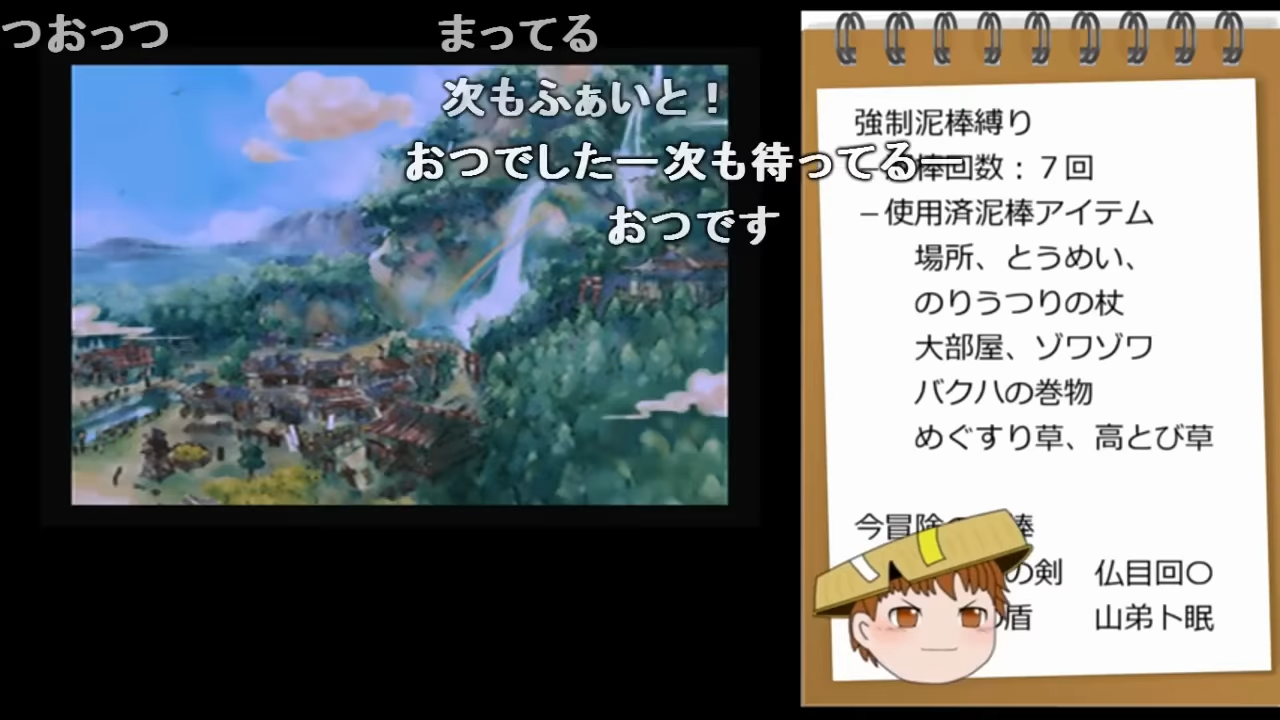 つおっつ
まってる
次もふぁいと！
おつでしたー次も待ってるー
おつです
強制泥棒縛り
棒回数：７回
－使用済泥棒アイテム
場所、とうめい、
のりうつりの杖
大部屋、ゾワゾワ
バクハの巻物
めぐすり草、高とび草
今冒険の 棒
の剣 仏目回〇
の盾 山弟ト眠